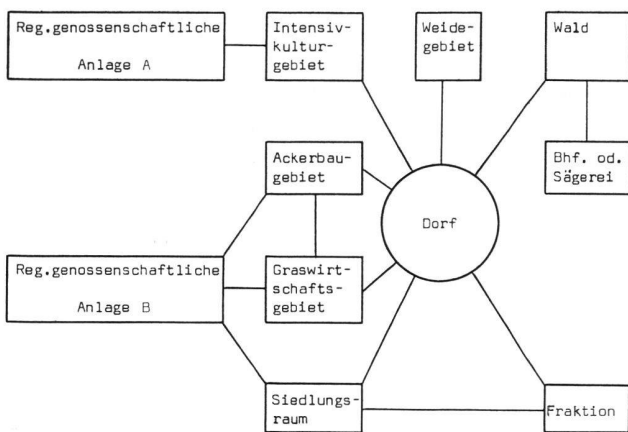 Reg.genossenschaftliche
Anlage A
Intensiv-
kultur-
gebiet
Weide-
gebiet
Wald
Ackerbau-
gebiet
Bhf. od.
Sägerei
Dorf
Reg.genossenschaftliche
Anlage B
Graswirt-
schafts-
gebiet
Siedlungs-
raum
Fraktion